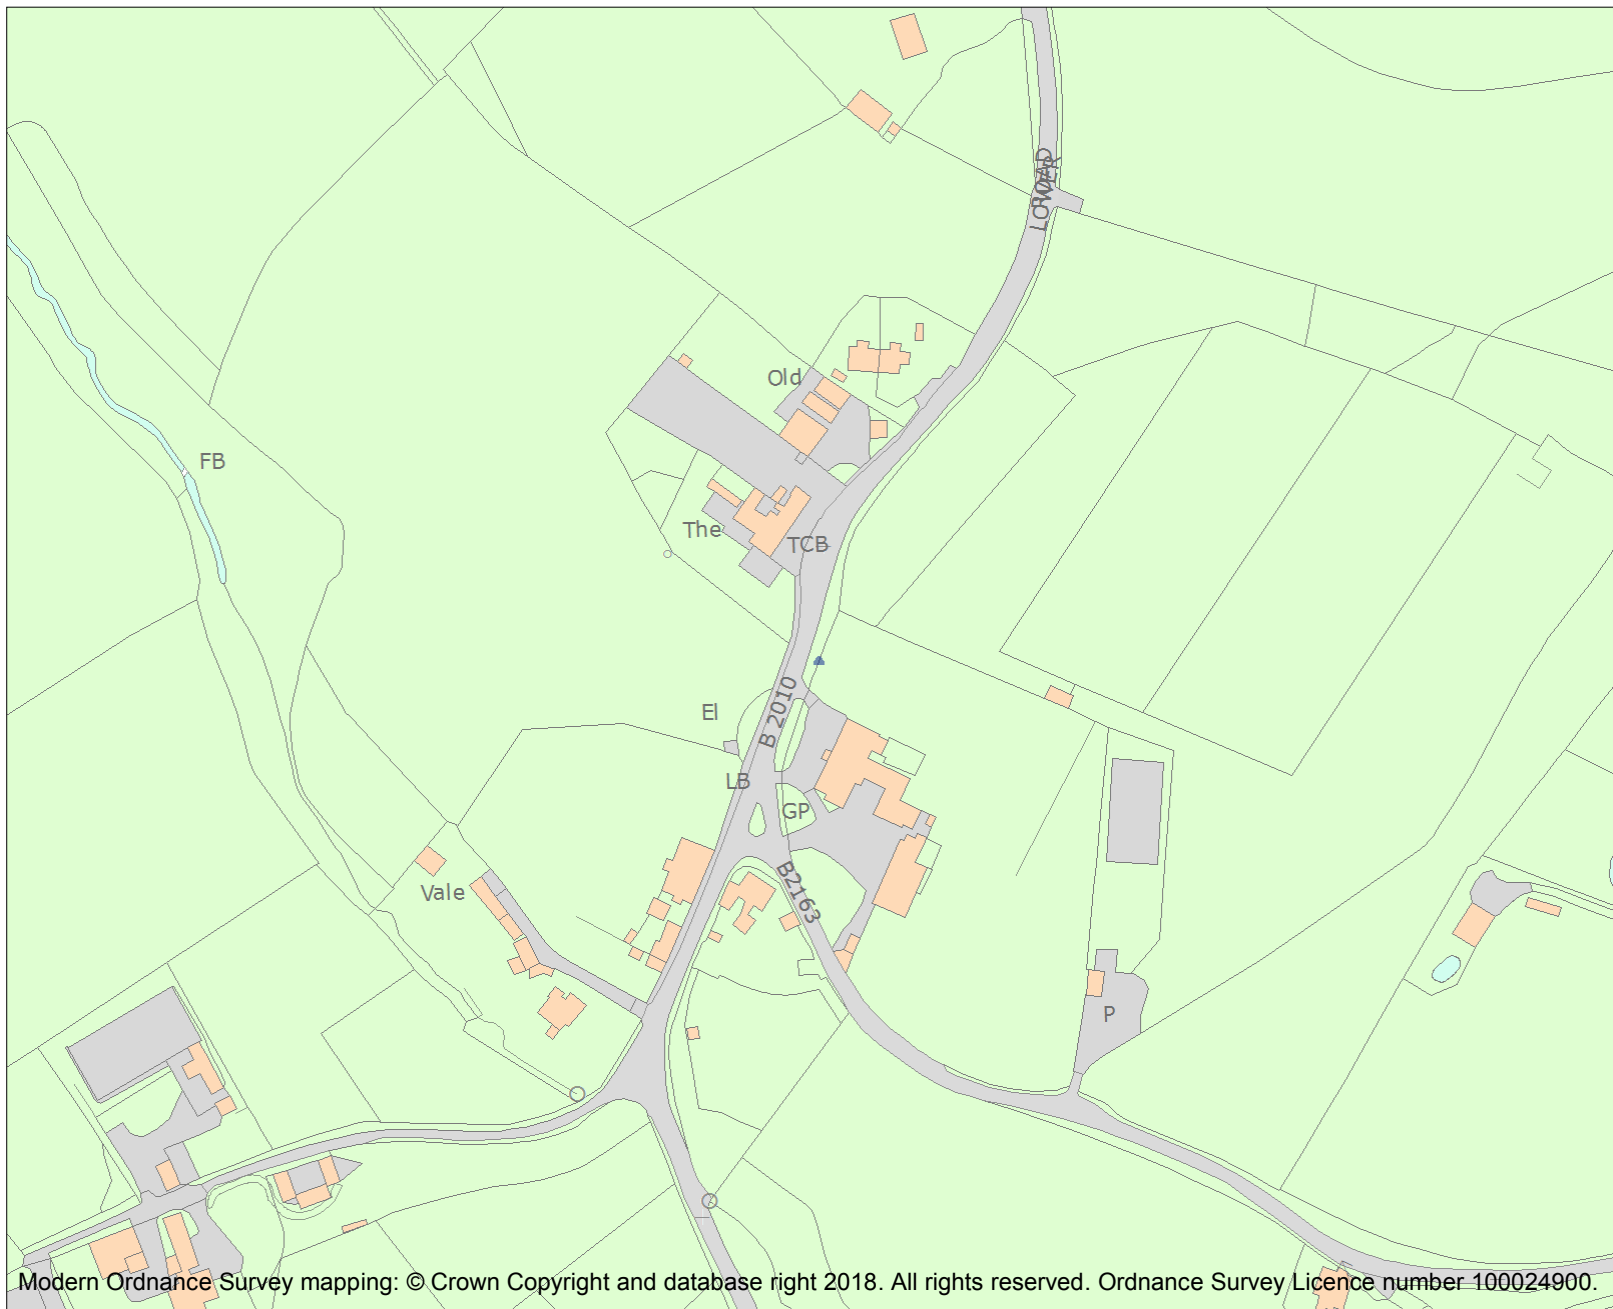 LOWER
ROAD
Old
FB
The
TCB
B 2010
El
LB
GP
B2163
Vale
P
Modern Ordnance Survey mapping: © Crown Copyright and database right 2018. All rights reserved. Ordnance Survey Licence number 100024900.